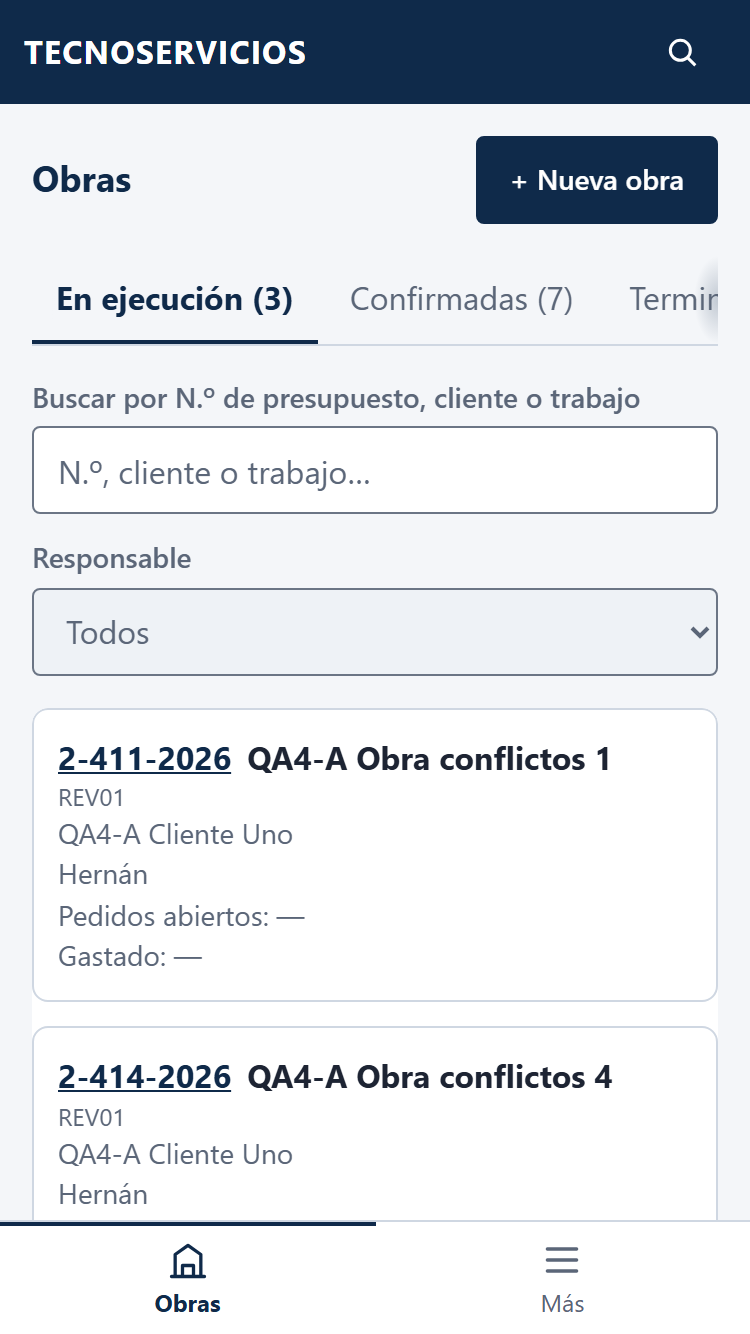 TECNOSERVICIOS
Obras
+ Nueva obra
En ejecución (3) Confirmadas (7) Termin
Buscar por N.º de presupuesto, cliente o trabajo
N.º, cliente o trabajo...
Responsable
Todos
2-411-2026 QA4-A Obra conflictos 1
REV01
QA4-A Cliente Uno
Hernán
Pedidos abiertos: —
Gastado: —
2-414-2026 QA4-A Obra conflictos 4
REV01
QA4-A Cliente Uno
Hernán
Obras Más